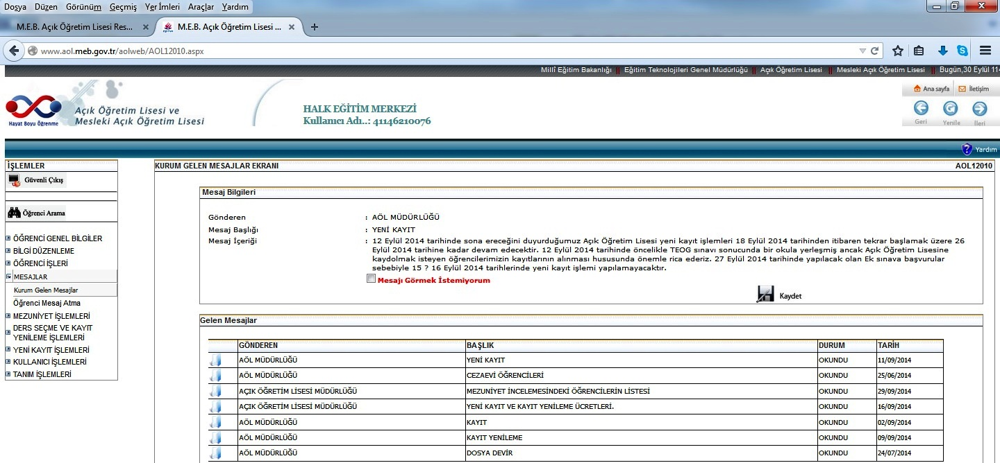 Dosya Düzen Görünüm Geçmiş Yer İmleri Araçlar Yardım
M.E.B. Açık Öğretim Lisesi Res... × M.E.B. Açık Öğretim Lisesi ... × +
www.aol.meb.gov.tr/aolweb/AOL12010.aspx
Millî Eğitim Bakanlığı || Eğitim Teknolojileri Genel Müdürlüğü || Açık Öğretim Lisesi || Mesleki Açık Öğretim Lisesi || Bugün,30 Eylül 114
Ana sayfa İletişim
Geri Yenile İleri
Hayat Boyu Öğrenme
Açık Öğretim Lisesi ve
Mesleki Açık Öğretim Lisesi
HALK EĞİTİM MERKEZİ
Kullanıcı Adı..: 41146210076
Yardım
İŞLEMLER
Güvenli Çıkış
Öğrenci Arama
ÖĞRENCİ GENEL BİLGİLER
BİLGİ DÜZENLEME
ÖĞRENCİ İŞLERİ
MESAJLAR
Kurum Gelen Mesajlar
Öğrenci Mesaj Atma
MEZUNİYET İŞLEMLERİ
DERS SEÇME VE KAYIT
YENİLEME İŞLEMLERİ
YENİ KAYIT İŞLEMLERİ
KULLANICI İŞLEMLERİ
TANIM İŞLEMLERİ
KURUM GELEN MESAJLAR EKRANI AOL12010
Mesaj Bilgileri
Gönderen : AÖL MÜDÜRLÜĞÜ
Mesaj Başlığı : YENİ KAYIT
Mesaj İçeriği : 12 Eylül 2014 tarihinde sona ereceğini duyurduğumuz Açık Öğretim Lisesi yeni kayıt işlemleri 18 Eylül 2014 tarihinden itibaren tekrar başlamak üzere 26
Eylül 2014 tarihine kadar devam edecektir. 12 Eylül 2014 tarihinde öncelikle TEOG sınavı sonucunda bir okula yerleşmiş ancak Açık Öğretim Lisesine
kaydolmak isteyen öğrencilerimizin kayıtlarının alınması hususunda önemle rica ederiz. 27 Eylül 2014 tarihinde yapılacak olan Ek sınava başvurular
sebebiyle 15 ? 16 Eylül 2014 tarihlerinde yeni kayıt işlemi yapılamayacaktır.
Mesajı Görmek İstemiyorum
Kaydet
Gelen Mesajlar
GÖNDEREN BAŞLIK DURUM TARİH
AÖL MÜDÜRLÜĞÜ YENİ KAYIT OKUNDU 11/09/2014
AÖL MÜDÜRLÜĞÜ CEZAEVİ ÖĞRENCİLERİ OKUNDU 25/06/2014
AÇIK ÖĞRETİM LİSESİ MÜDÜRLÜĞÜ MEZUNİYET İNCELEMESİNDEKİ ÖĞRENCİLERİN LİSTESİ OKUNDU 29/09/2014
AÇIK ÖĞRETİM LİSESİ MÜDÜRLÜĞÜ YENİ KAYIT VE KAYIT YENİLEME ÜCRETLERİ. OKUNDU 16/09/2014
AÖL MÜDÜRLÜĞÜ KAYIT OKUNDU 02/09/2014
AÖL MÜDÜRLÜĞÜ KAYIT YENİLEME OKUNDU 09/09/2014
AÖL MÜDÜRLÜĞÜ DOSYA DEVİR OKUNDU 24/07/2014